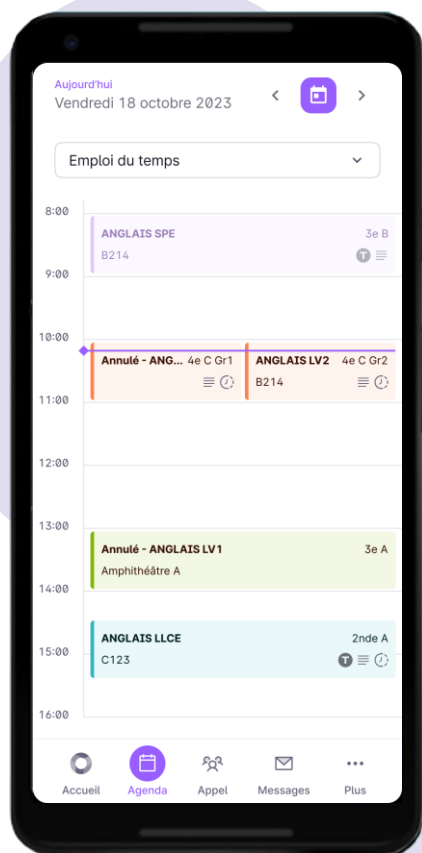 Aujourd'hui
Vendredi 18 octobre 2023
Emploi du temps
8:00
ANGLAIS SPE 3e B
B214 T
9:00
10:00
Annulé - ANG... 4e C Gr1
ANGLAIS LV2 4e C Gr2
B214
11:00
12:00
13:00
Annulé - ANGLAIS LV1 3e A
Amphithéâtre A
14:00
ANGLAIS LLCE 2nde A
15:00
C123 T
16:00
Accueil Agenda Appel Messages Plus